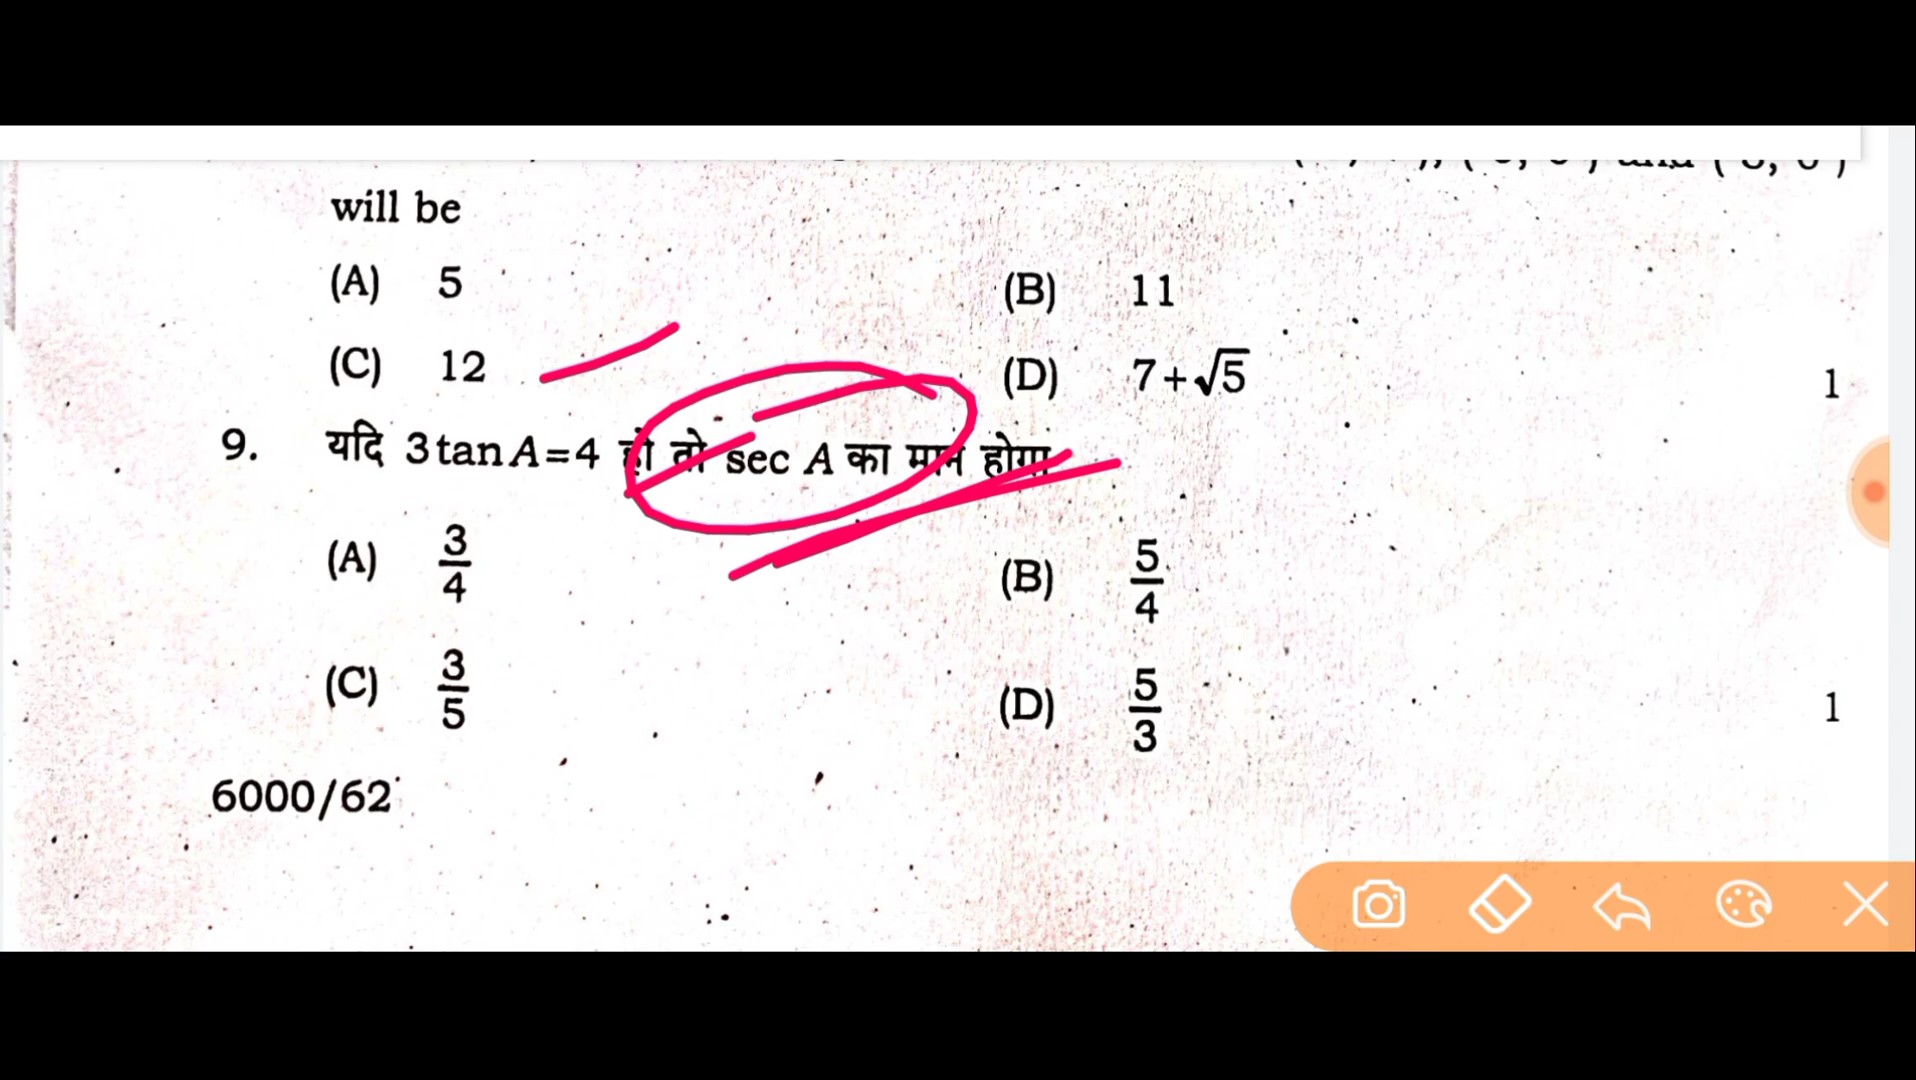 and
will be
(A) 5 (B) 11
(C) 12 (D) 7+√5 1
9. यदि 3 tan A=4 हो तो sec A का मान होगा
(A) 3/4 (B) 5/4
(C) 3/5 (D) 5/3 1
6000/62